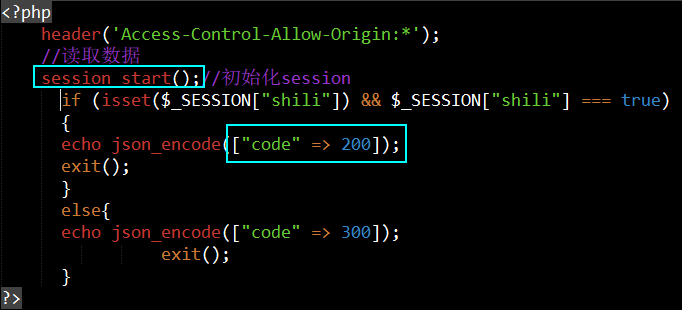 <?php
header('Access-Control-Allow-Origin:*');
//读取数据
session_start();//初始化session
if (isset($_SESSION["shili"]) && $_SESSION["shili"] === true)
{
echo json_encode(["code" => 200]);
exit();
}
else{
echo json_encode(["code" => 300]);
exit();
}
?>